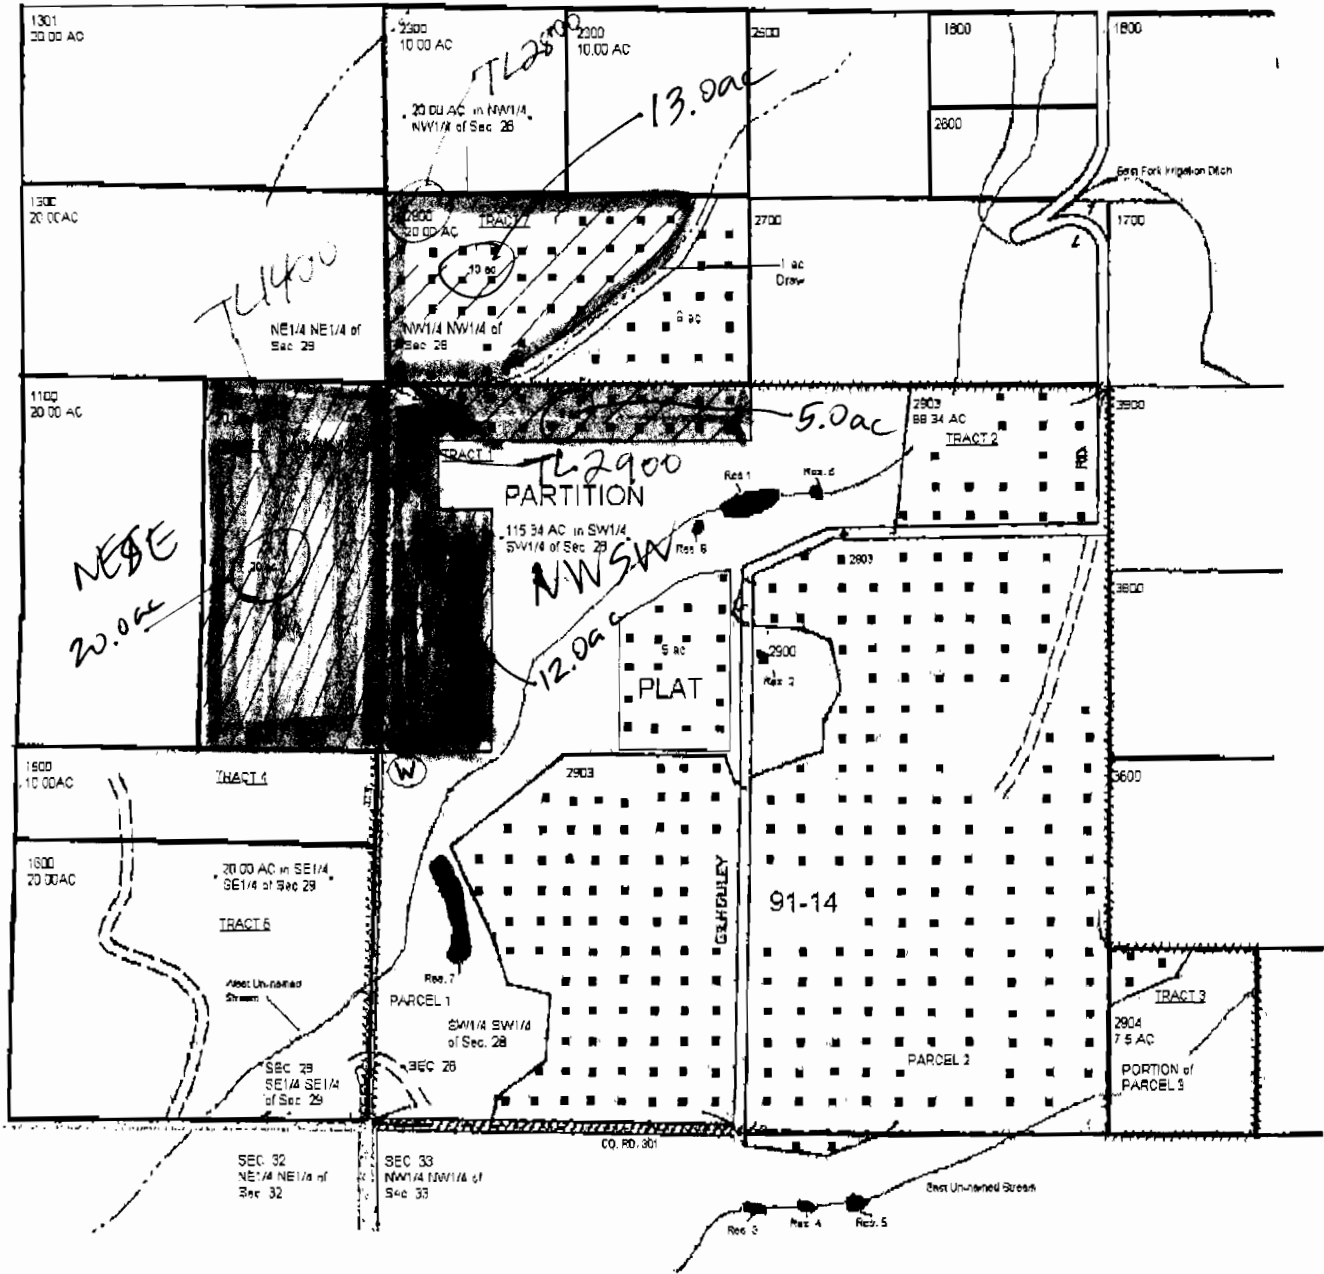 1301
20.00 AC
2300
10.00 AC
2300
10.00 AC
2500
1800
1800
TL2800
20.00 AC in NW1/4
NW1/4 of Sec 28
13.0ac
2600
East Fork Irrigation Ditch
1300
20.00AC
2800
20.00 AC
TRACT 7
2700
1700
1 ac
Draw
6 ac
TL1400
NE1/4 NE1/4 of
Sec 29
NW1/4 NW1/4 of
Sec 28
1100
20.00 AC
5.0ac
2903
88.34 AC
TRACT 2
3900
RD.
TRACT 1
TL2900
PARTITION
Res. 1
Res. 6
115.34 AC in SW1/4
SW1/4 of Sec 28
NWSW
Res 8
NESE
20.0ac
2903
3800
12.0ac
5 ac
PLAT
2900
Res. 2
W
1500
10.00AC
TRACT 4
2903
3600
1600
20.00AC
20.00 AC in SE1/4
SE1/4 of Sec 29
TRACT 5
GILHOULEY
91-14
West Un-named
Stream
Res. 7
PARCEL 1
SW1/4 SW1/4
of Sec. 28
TRACT 3
2904
7.5 AC
PARCEL 2
PORTION of
PARCEL 3
SEC 29
SE1/4 SE1/4
of Sec 29
SEC 28
CO. RD. 301
SEC 32
NE1/4 NE1/4 of
Sec 32
SEC 33
NW1/4 NW1/4 of
Sec 33
East Un-named Stream
Res. 3
Res. 4
Res. 5